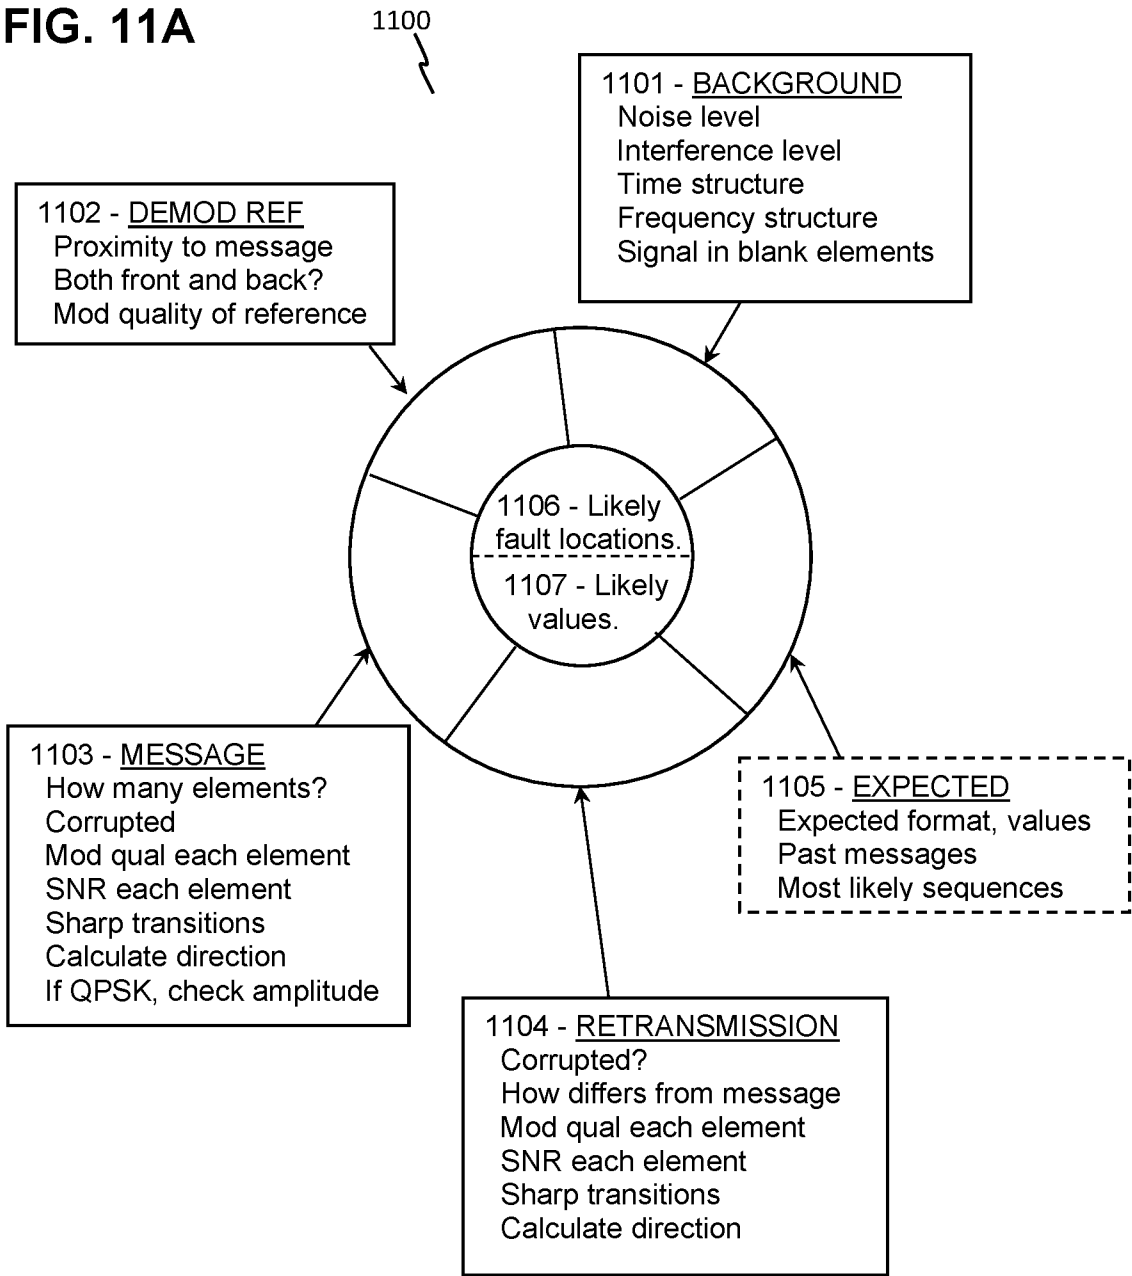 FIG. 11A
1100
1101 - BACKGROUND
Noise level
Interference level
Time structure
Frequency structure
Signal in blank elements
1102 - DEMOD REF
Proximity to message
Both front and back?
Mod quality of reference
1106 - Likely
fault locations.
1107 - Likely
values.
1103 - MESSAGE
How many elements?
Corrupted
Mod qual each element
SNR each element
Sharp transitions
Calculate direction
If QPSK, check amplitude
1105 - EXPECTED
Expected format, values
Past messages
Most likely sequences
1104 - RETRANSMISSION
Corrupted?
How differs from message
Mod qual each element
SNR each element
Sharp transitions
Calculate direction